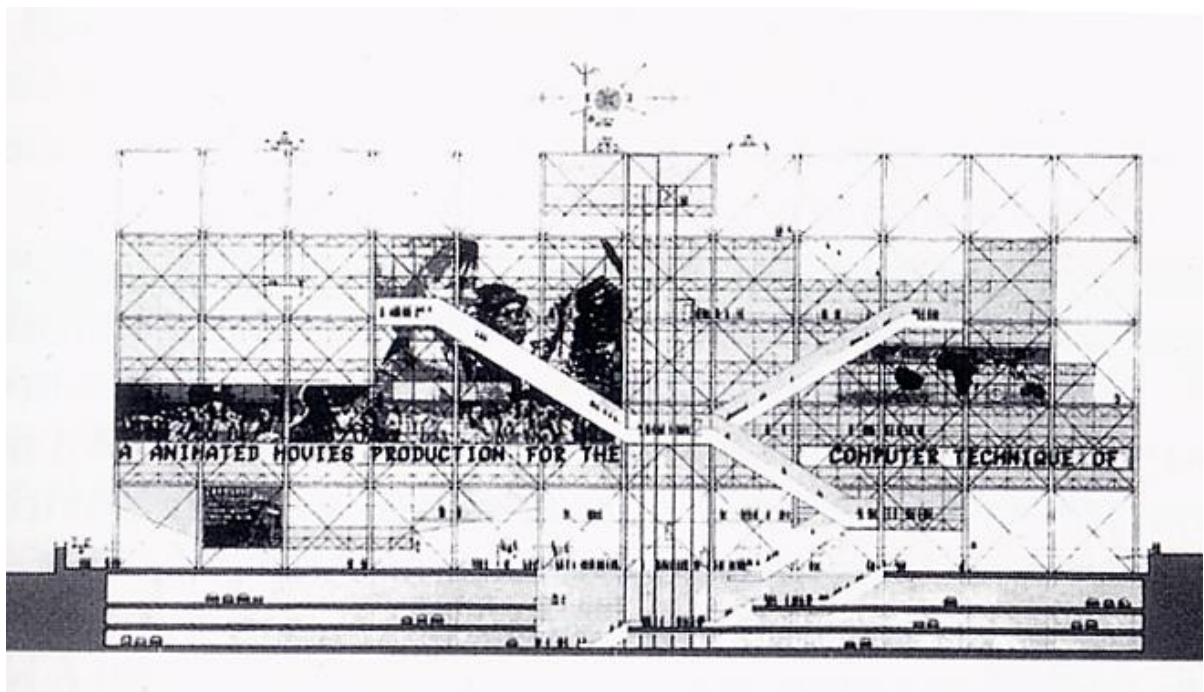 A ANIMATED MOVIES PRODUCTION FOR THE
COMPUTER TECHNIQUE OF